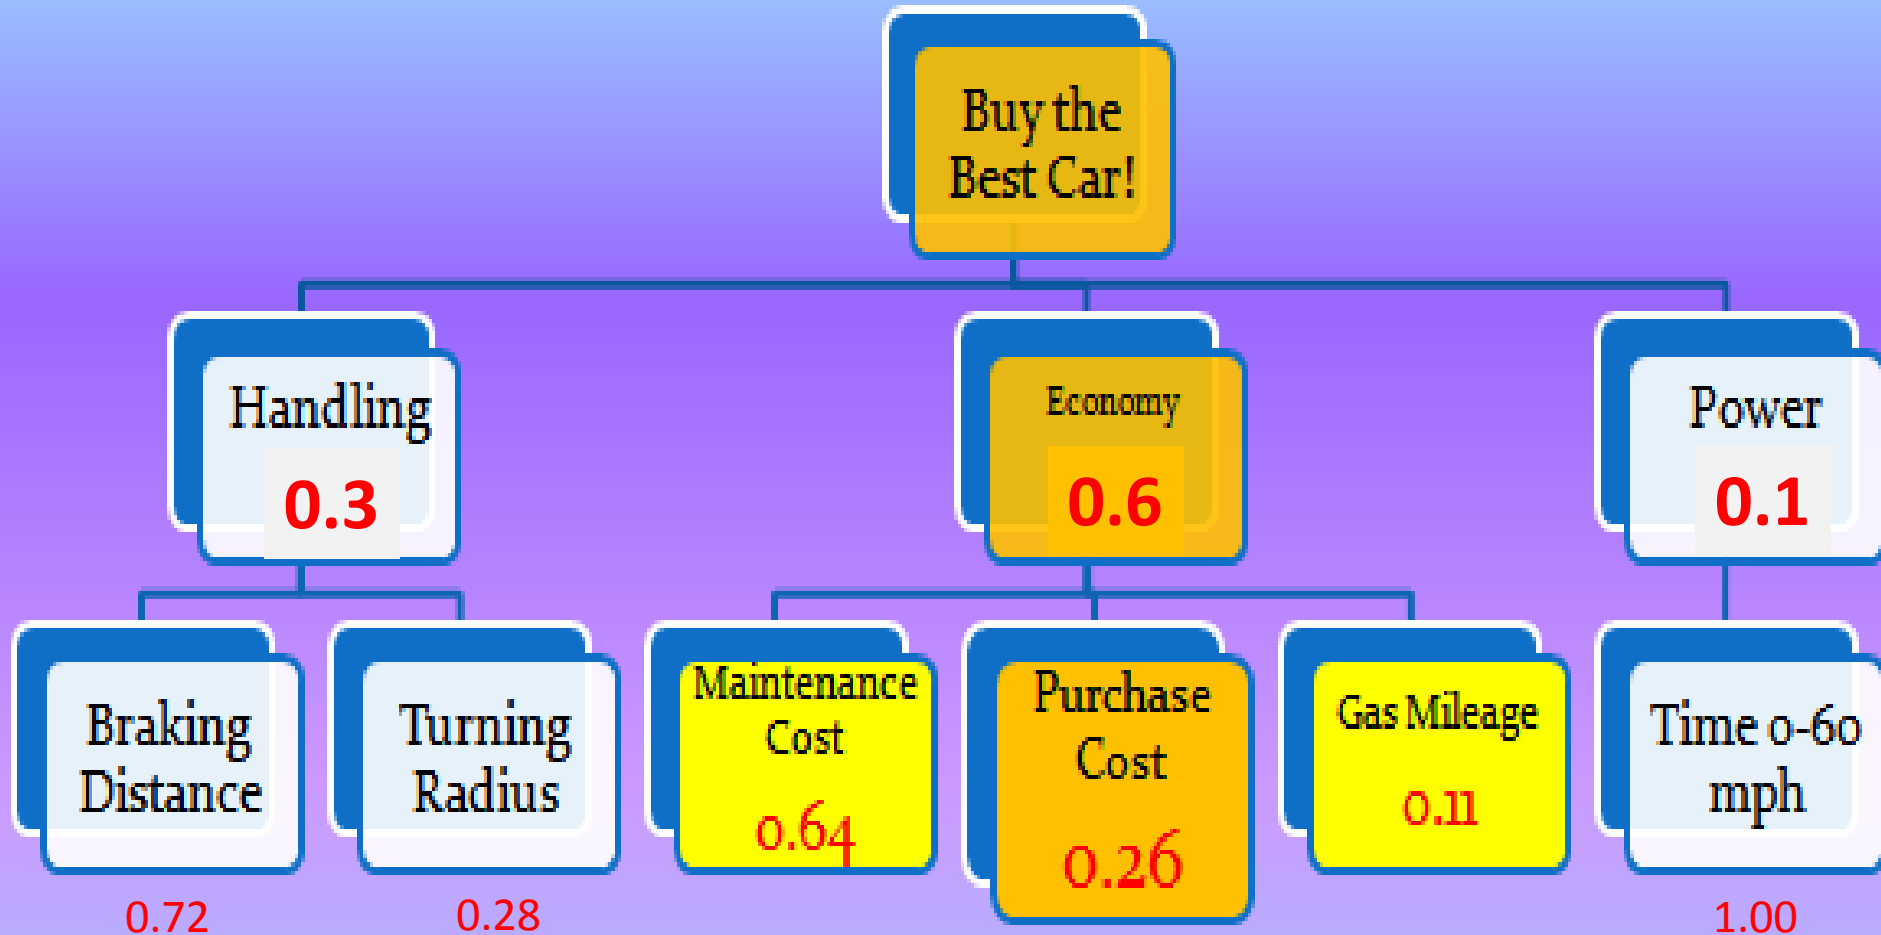 Buy the
Best Car!
Handling
0.3
Economy
0.6
Power
0.1
Braking
Distance
0.72
Turning
Radius
0.28
Maintenance
Cost
0.64
Purchase
Cost
0.26
Gas Mileage
0.11
Time 0-60
mph
1.00